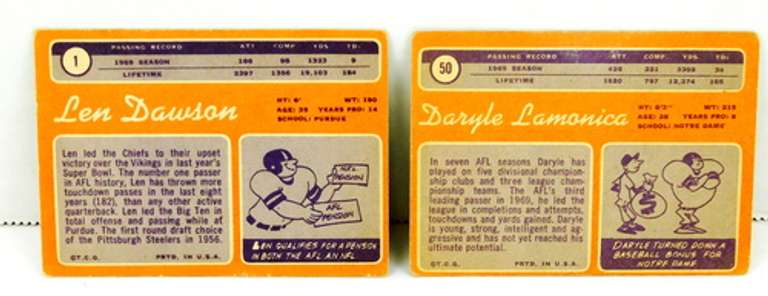 1
PASSING RECORD ATT. COMP. YDS. TD.
1969 SEASON 166 98 1323 9
LIFETIME 2297 1356 19,103 184
Len Dawson
HT: 6' WT: 190
AGE: 35 YEARS PRO: 14
SCHOOL: PURDUE
Len led the Chiefs to their upset
victory over the Vikings in last year's
Super Bowl. The number one passer
in AFL history, Len has thrown more
touchdown passes in the last eight
years (182), than any other active
quarterback. Len led the Big Ten in
total offense and passing while at
Purdue. The first round draft choice
of the Pittsburgh Steelers in 1956.
NFL
PENSION
AFL
PENSION
LEN QUALIFIES FOR A PENSION
IN BOTH THE AFL AN NFL
©T.C.G. PRTD. IN U.S.A.
50
PASSING RECORD ATT. COMP. YDS. TD.
1969 SEASON 426 221 3302 34
LIFETIME 797
Daryle Lamonica
HT: WT: 215
AGE: 28 YEARS PRO: 8
SCHOOL: NOTRE DAME
In seven AFL seasons Daryle has
played on five divisional champion-
ship clubs and three league cham-
pionship teams. The AFL's third
leading passer in 1969, he led the
league in completions and attempts,
touchdowns and yards gained. Daryle
is young, strong, intelligent and ag-
gressive and has not yet reached his
ultimate potential.
DARYLE TURNED DOWN A
BASEBALL BONUS FOR
NOTRE DAME
©T.C.G. PRTD. IN U.S.A.